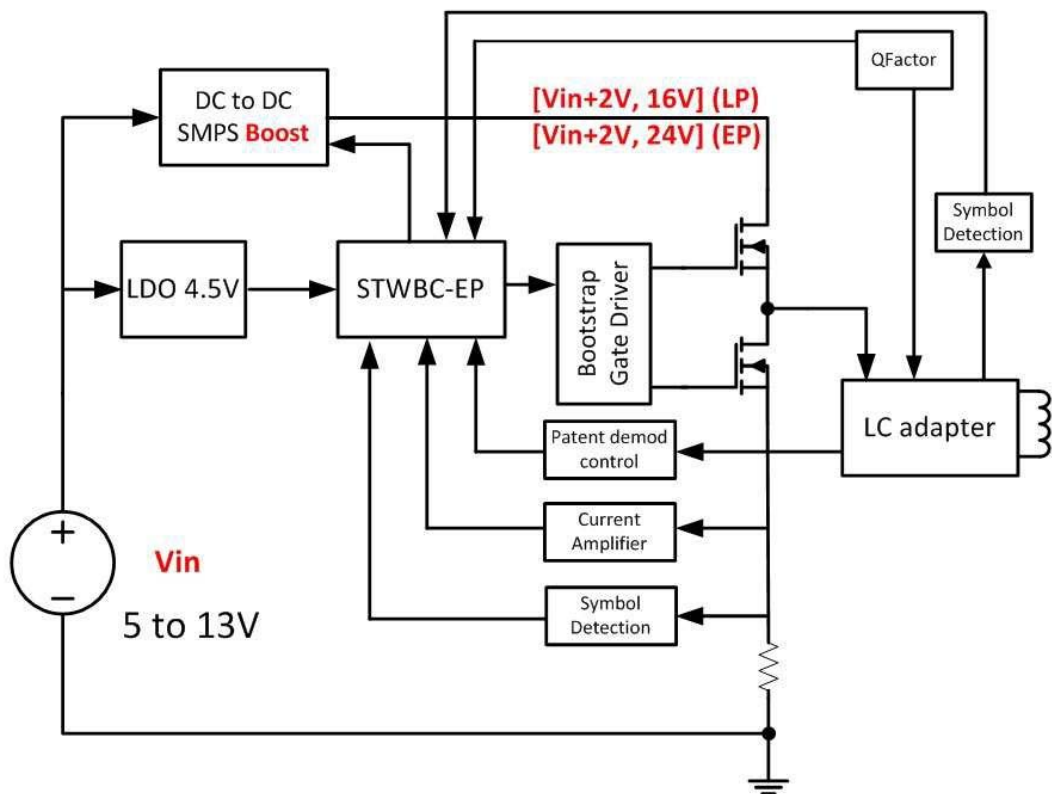 QFactor
DC to DC
SMPS Boost
[Vin+2V, 16V] (LP)
[Vin+2V, 24V] (EP)
Symbol
Detection
LDO 4.5V
STWBC-EP
Bootstrap
Gate Driver
LC adapter
Patent demod
control
Current
Amplifier
+
Vin
–
5 to 13V
Symbol
Detection